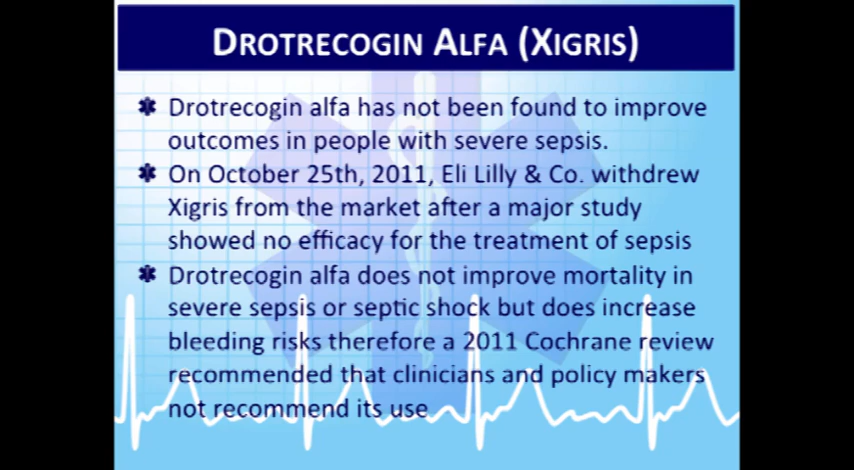 DROTRECOGIN ALFA (XIGRIS)
Drotrecogin alfa has not been found to improve
outcomes in people with severe sepsis.
On October 25th, 2011, Eli Lilly & Co. withdrew
Xigris from the market after a major study
showed no efficacy for the treatment of sepsis
Drotrecogin alfa does not improve mortality in
severe sepsis or septic shock but does increase
bleeding risks therefore a 2011 Cochrane review
recommended that clinicians and policy makers
not recommend its use